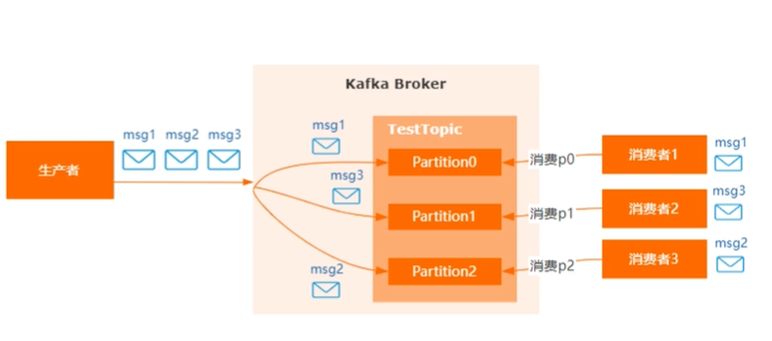 Kafka Broker
msg1 msg2 msg3
生产者
msg1
msg3
msg2
TestTopic
Partition0
Partition1
Partition2
消费p0
消费p1
消费p2
消费者1
msg1
消费者2
msg3
消费者3
msg2